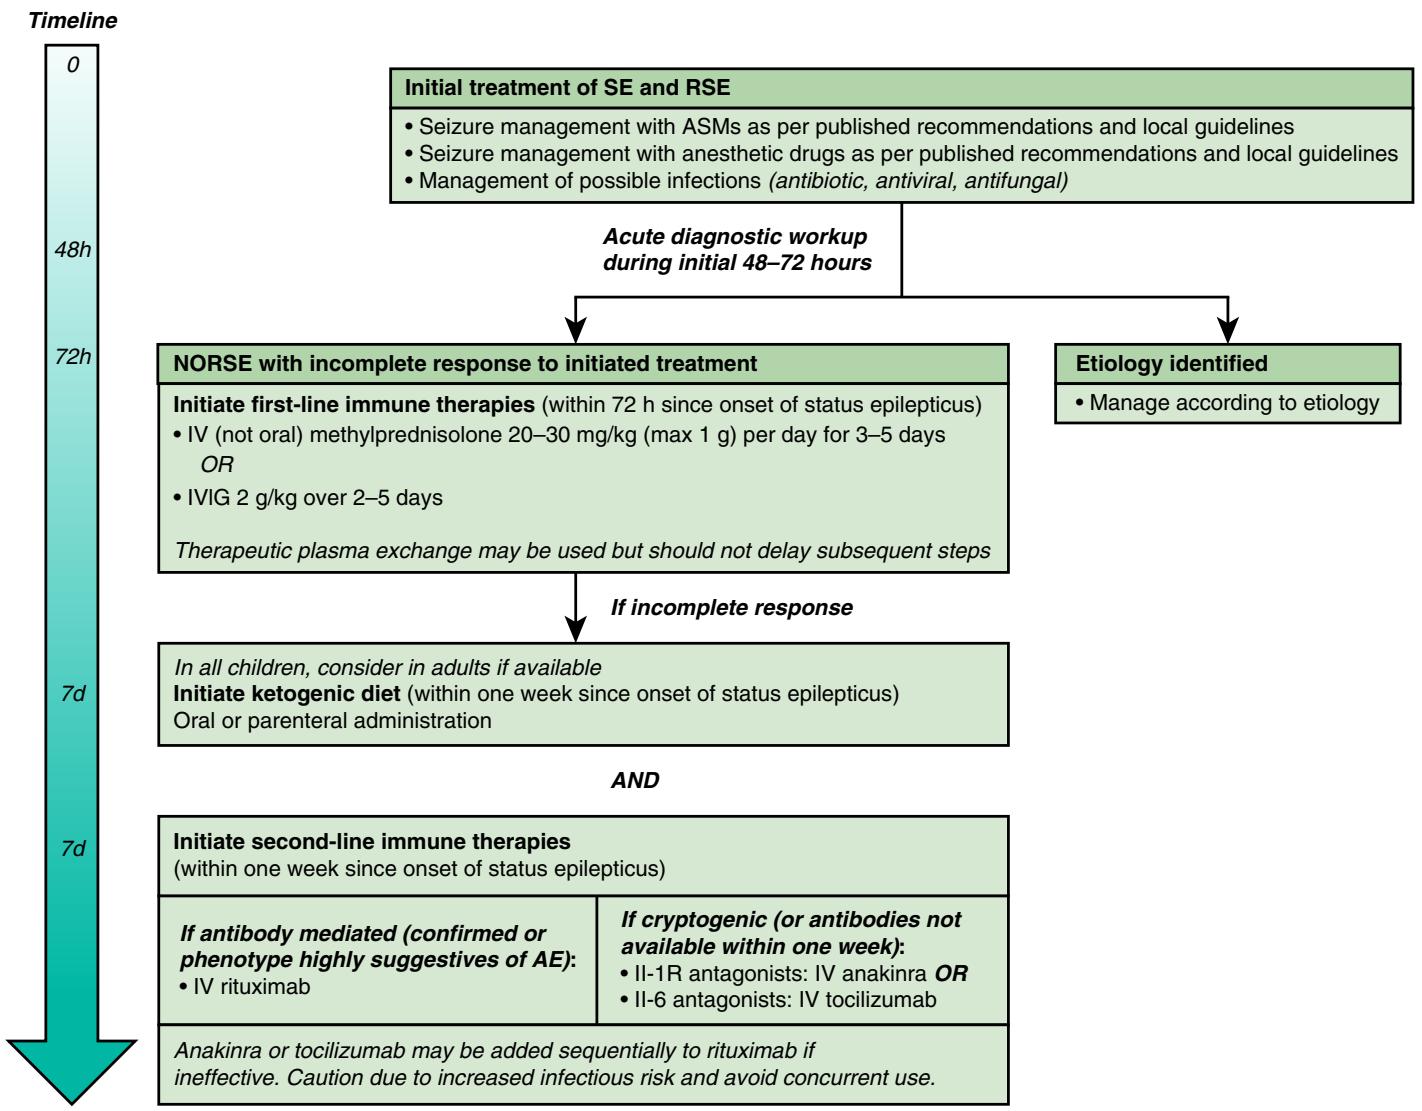 Timeline
0
48h
72h
7d
7d
Initial treatment of SE and RSE
• Seizure management with ASMs as per published recommendations and local guidelines
• Seizure management with anesthetic drugs as per published recommendations and local guidelines
• Management of possible infections (antibiotic, antiviral, antifungal)
Acute diagnostic workup
during initial 48–72 hours
NORSE with incomplete response to initiated treatment
Initiate first-line immune therapies (within 72 h since onset of status epilepticus)
• IV (not oral) methylprednisolone 20–30 mg/kg (max 1 g) per day for 3–5 days
OR
• IVIG 2 g/kg over 2–5 days
Therapeutic plasma exchange may be used but should not delay subsequent steps
Etiology identified
• Manage according to etiology
If incomplete response
In all children, consider in adults if available
Initiate ketogenic diet (within one week since onset of status epilepticus)
Oral or parenteral administration
AND
Initiate second-line immune therapies
(within one week since onset of status epilepticus)
If antibody mediated (confirmed or
phenotype highly suggestives of AE):
• IV rituximab
If cryptogenic (or antibodies not
available within one week):
• Il-1R antagonists: IV anakinra OR
• Il-6 antagonists: IV tocilizumab
Anakinra or tocilizumab may be added sequentially to rituximab if
ineffective. Caution due to increased infectious risk and avoid concurrent use.